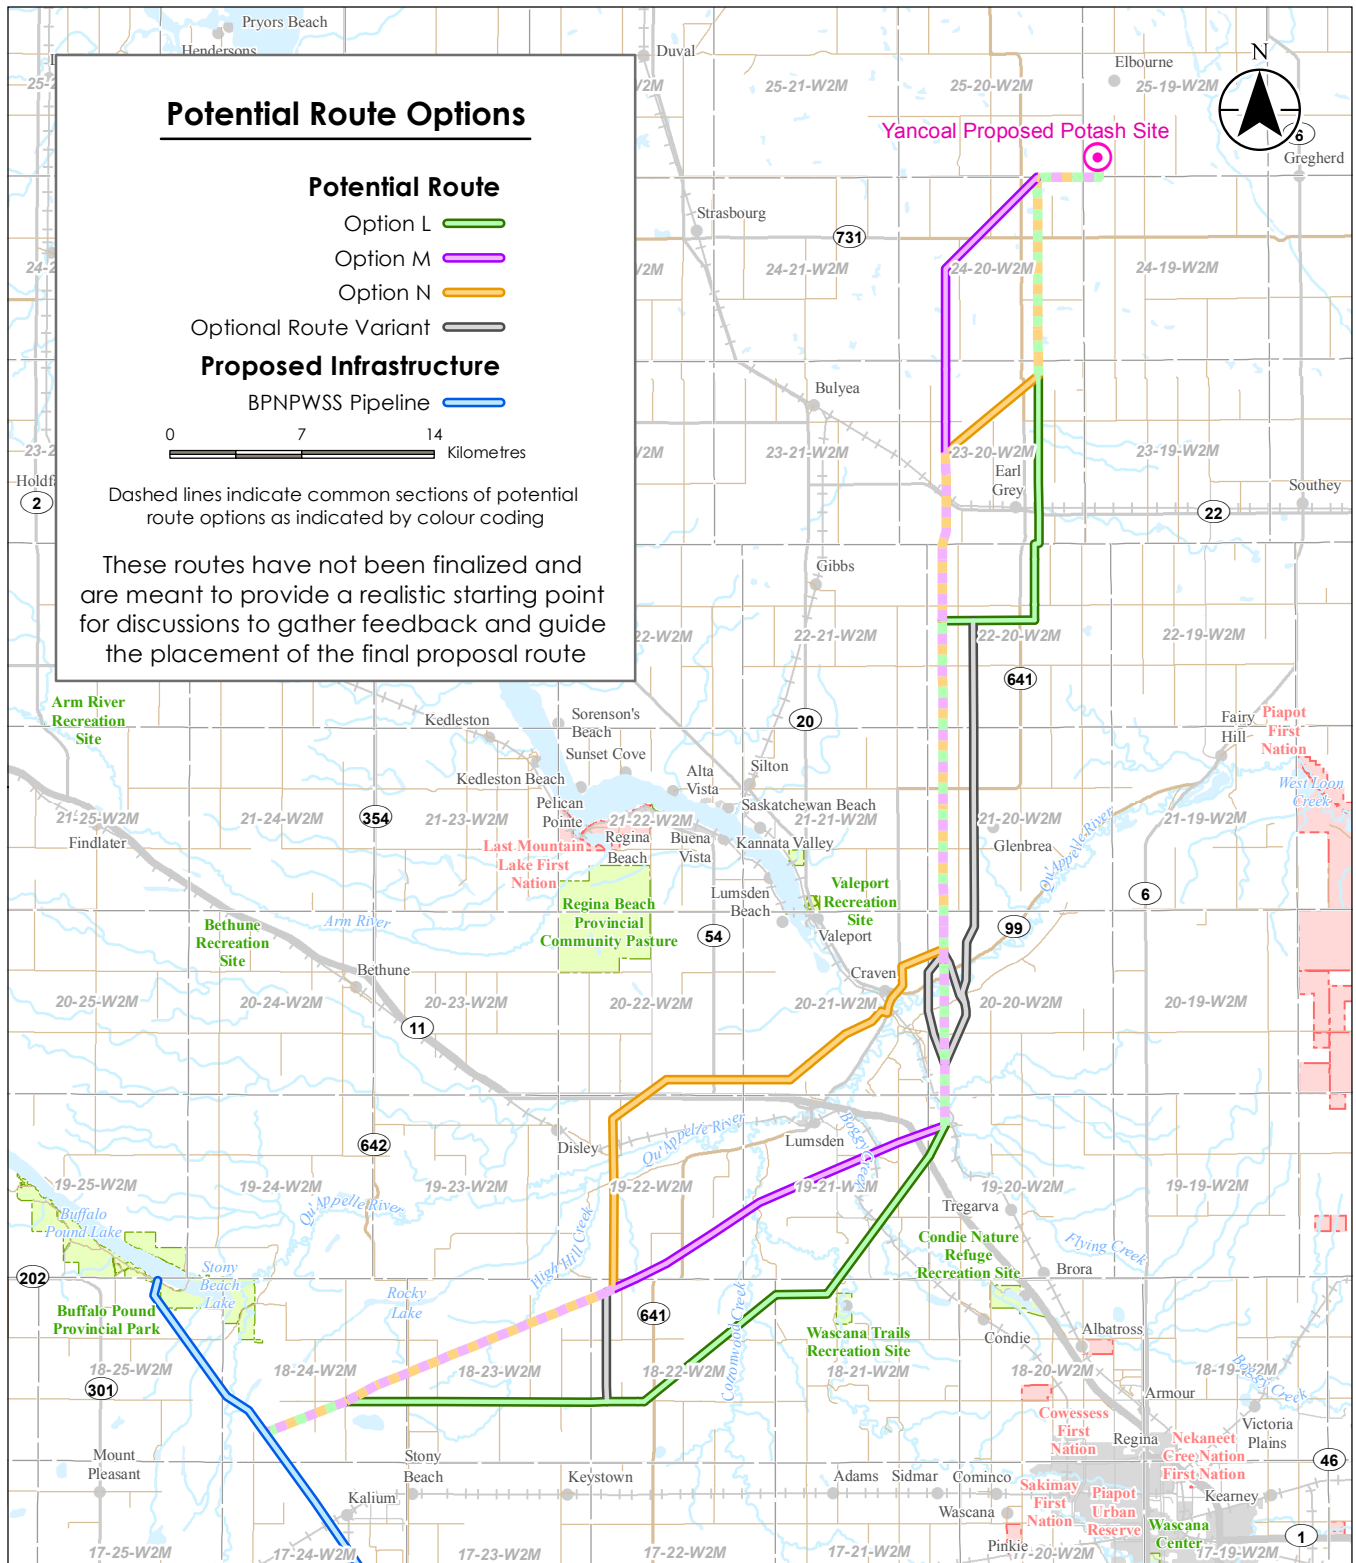 Pryors Beach
Hendersons
Duval
Elbourne
N
25-21-W2M
25-20-W2M
25-19-W2M
6
Gregherd
Yancoal Proposed Potash Site
Potential Route Options
Potential Route
Option L
Option M
Option N
Optional Route Variant
Proposed Infrastructure
BPNPWSS Pipeline
0 7 14
Kilometres
Dashed lines indicate common sections of potential
route options as indicated by colour coding
These routes have not been finalized and
are meant to provide a realistic starting point
for discussions to gather feedback and guide
the placement of the final proposal route
Strasbourg
731
24-21-W2M
24-20-W2M
24-19-W2M
Bulyea
23-21-W2M
23-20-W2M
23-19-W2M
Earl
Grey
Southey
22
2
Gibbs
22-21-W2M
22-20-W2M
22-19-W2M
641
Arm River
Recreation
Site
Kedleston
Sorenson's
Beach
Sunset Cove
20
Fairy
Hill
Piapot
First
Nation
Kedleston Beach
Alta
Vista
Silton
West Loon
Creek
Pelican
Pointe
Saskatchewan Beach
354
21-25-W2M
21-24-W2M
21-23-W2M
21-22-W2M
21-21-W2M
21-20-W2M
21-19-W2M
Findlater
Last Mountain
Lake First
Nation
Regina
Beach
Buena
Vista
Kannata Valley
Glenbrea
Qu'Appelle River
Lumsden
Beach
Valeport
Recreation
Site
6
Regina Beach
Provincial
Community Pasture
Arm River
Bethune
Recreation
Site
54
Valeport
99
Bethune
Craven
20-25-W2M
20-24-W2M
20-23-W2M
20-22-W2M
20-21-W2M
20-20-W2M
20-19-W2M
11
642
Disley
Qu'Appelle River
Lumsden
Boggy Creek
19-25-W2M
19-24-W2M
19-23-W2M
19-22-W2M
19-21-W2M
19-20-W2M
19-19-W2M
Qu'Appelle River
Tregarva
Buffalo
Pound Lake
Condie Nature
Refuge
Recreation Site
Flying Creek
High Hill Creek
202
Stony
Beach
Lake
Rocky
Lake
Brora
Buffalo Pound
Provincial Park
641
Cottonwood Creek
Wascana Trails
Recreation Site
Condie
Albatross
18-25-W2M
18-24-W2M
18-23-W2M
18-22-W2M
18-21-W2M
18-20-W2M
18-19-W2M
Boggy Creek
301
Armour
Cowessess
First
Nation
Victoria
Plains
Mount
Pleasant
Stony
Beach
Keystown
Regina
Nekaneet
Cree Nation
First Nation
46
Adams
Sidmar
Cominco
Kalium
Wascana
Sakimay
First
Nation
Piapot
Urban
Reserve
Kearney
Wascana
Center
1
Pinkie
17-25-W2M
17-24-W2M
17-23-W2M
17-22-W2M
17-21-W2M
17-20-W2M
17-19-W2M